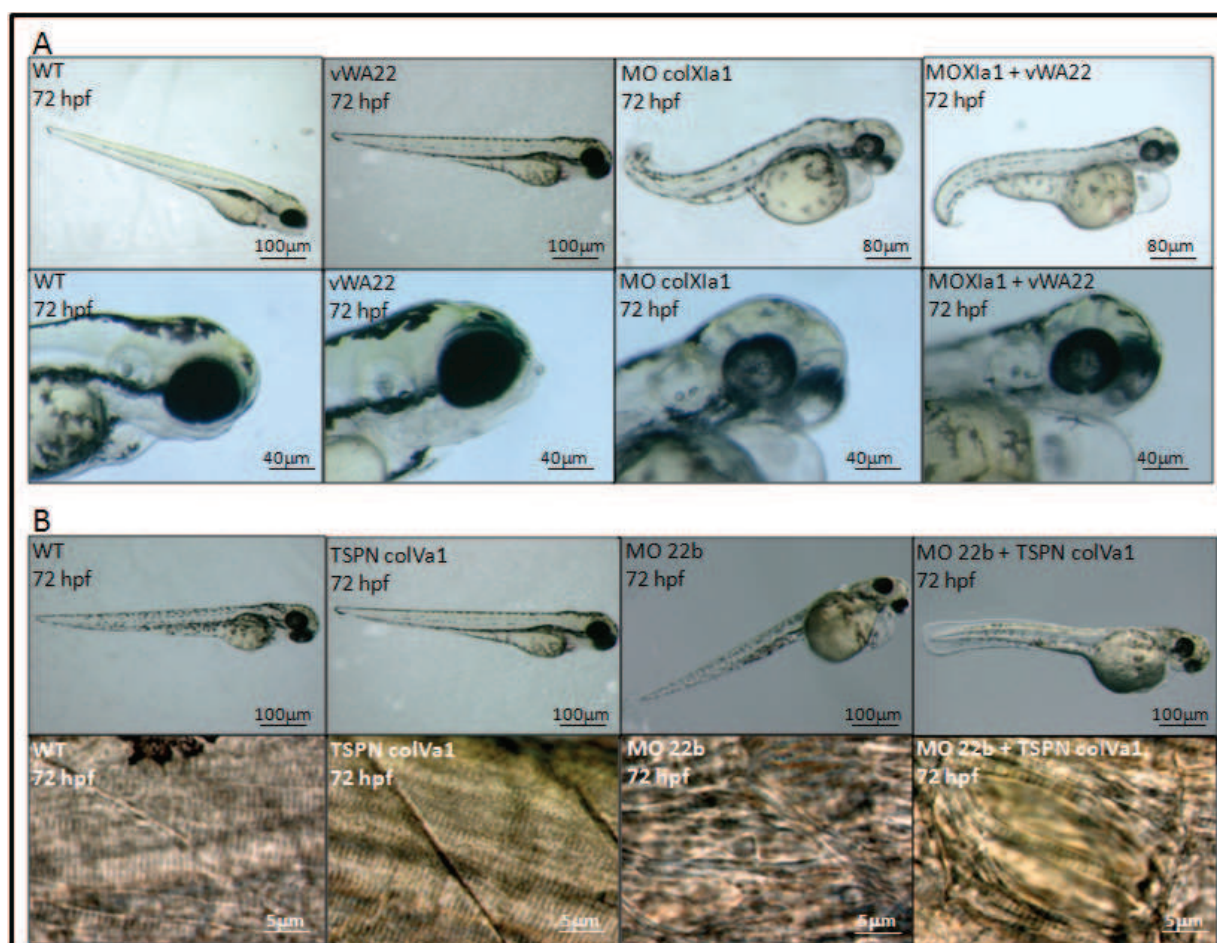 A
WT
72 hpf
100μm
vWA22
72 hpf
100μm
MO colXIa1
72 hpf
80μm
MOXIa1 + vWA22
72 hpf
80μm
WT
72 hpf
40μm
vWA22
72 hpf
40μm
MO colXIa1
72 hpf
40μm
MOXIa1 + vWA22
72 hpf
40μm
B
WT
72 hpf
100μm
TSPN colVa1
72 hpf
100μm
MO 22b
72 hpf
100μm
MO 22b + TSPN colVa1
72 hpf
100μm
WT
72 hpf
5μm
TSPN colVa1
72 hpf
5μm
MO 22b
72 hpf
5μm
MO 22b + TSPN colVa1
72 hpf
5μm